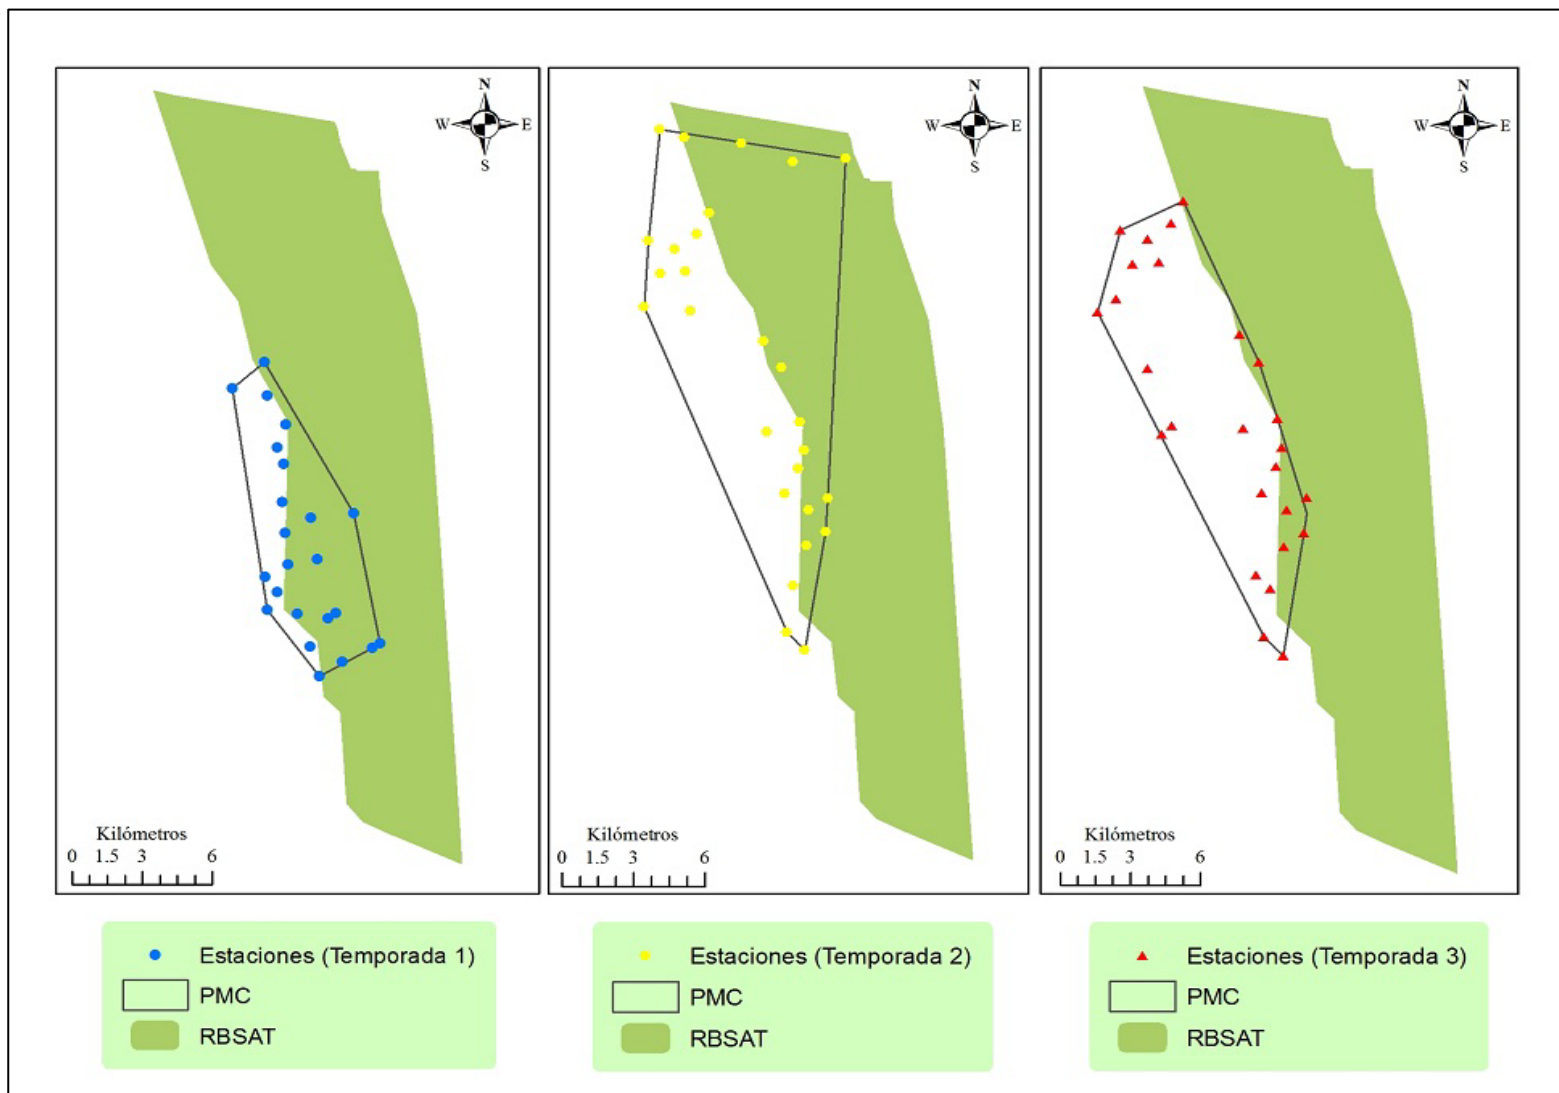 N
W E
S
Kilómetros
0 1.5 3 6
Estaciones (Temporada 1)
PMC
RBSAT
N
W E
S
Kilómetros
0 1.5 3 6
Estaciones (Temporada 2)
PMC
RBSAT
N
W E
S
Kilómetros
0 1.5 3 6
Estaciones (Temporada 3)
PMC
RBSAT